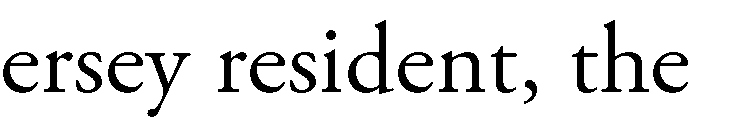 ersey resident, the